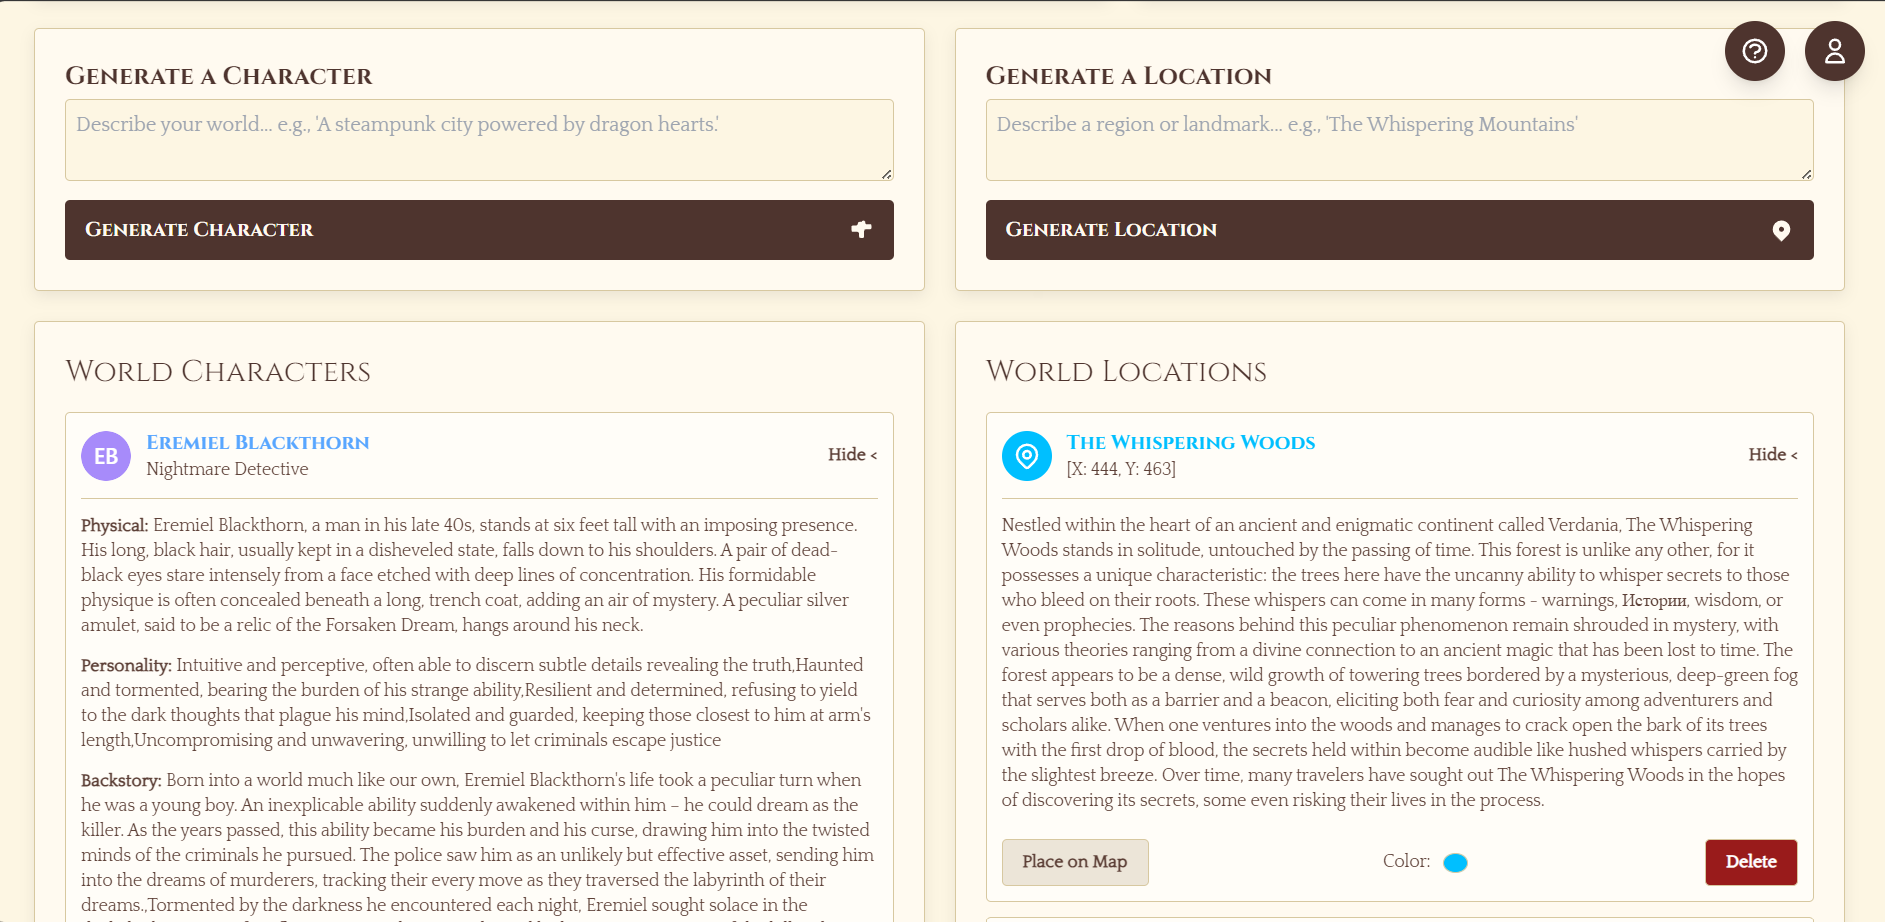 Generate a Character
Describe your world... e.g., 'A steampunk city powered by dragon hearts.'
Generate Character
World Characters
EB
Eremiel Blackthorn
Nightmare Detective
Hide <
Physical: Eremiel Blackthorn, a man in his late 40s, stands at six feet tall with an imposing presence.
His long, black hair, usually kept in a disheveled state, falls down to his shoulders. A pair of dead-
black eyes stare intensely from a face etched with deep lines of concentration. His formidable
physique is often concealed beneath a long, trench coat, adding an air of mystery. A peculiar silver
amulet, said to be a relic of the Forsaken Dream, hangs around his neck.
Personality: Intuitive and perceptive, often able to discern subtle details revealing the truth,Haunted
and tormented, bearing the burden of his strange ability,Resilient and determined, refusing to yield
to the dark thoughts that plague his mind,Isolated and guarded, keeping those closest to him at arm's
length,Uncompromising and unwavering, unwilling to let criminals escape justice
Backstory: Born into a world much like our own, Eremiel Blackthorn's life took a peculiar turn when
he was a young boy. An inexplicable ability suddenly awakened within him – he could dream as the
killer. As the years passed, this ability became his burden and his curse, drawing him into the twisted
minds of the criminals he pursued. The police saw him as an unlikely but effective asset, sending him
into the dreams of murderers, tracking their every move as they traversed the labyrinth of their
dreams.,Tormented by the darkness he encountered each night, Eremiel sought solace in the
Generate a Location
Describe a region or landmark... e.g., 'The Whispering Mountains'
Generate Location
World Locations
The Whispering Woods
[X: 444, Y: 463]
Hide <
Nestled within the heart of an ancient and enigmatic continent called Verdania, The Whispering
Woods stands in solitude, untouched by the passing of time. This forest is unlike any other, for it
possesses a unique characteristic: the trees here have the uncanny ability to whisper secrets to those
who bleed on their roots. These whispers can come in many forms - warnings, Истории, wisdom, or
even prophecies. The reasons behind this peculiar phenomenon remain shrouded in mystery, with
various theories ranging from a divine connection to an ancient magic that has been lost to time. The
forest appears to be a dense, wild growth of towering trees bordered by a mysterious, deep-green fog
that serves both as a barrier and a beacon, eliciting both fear and curiosity among adventurers and
scholars alike. When one ventures into the woods and manages to crack open the bark of its trees
with the first drop of blood, the secrets held within become audible like hushed whispers carried by
the slightest breeze. Over time, many travelers have sought out The Whispering Woods in the hopes
of discovering its secrets, some even risking their lives in the process.
Place on Map
Color:
Delete